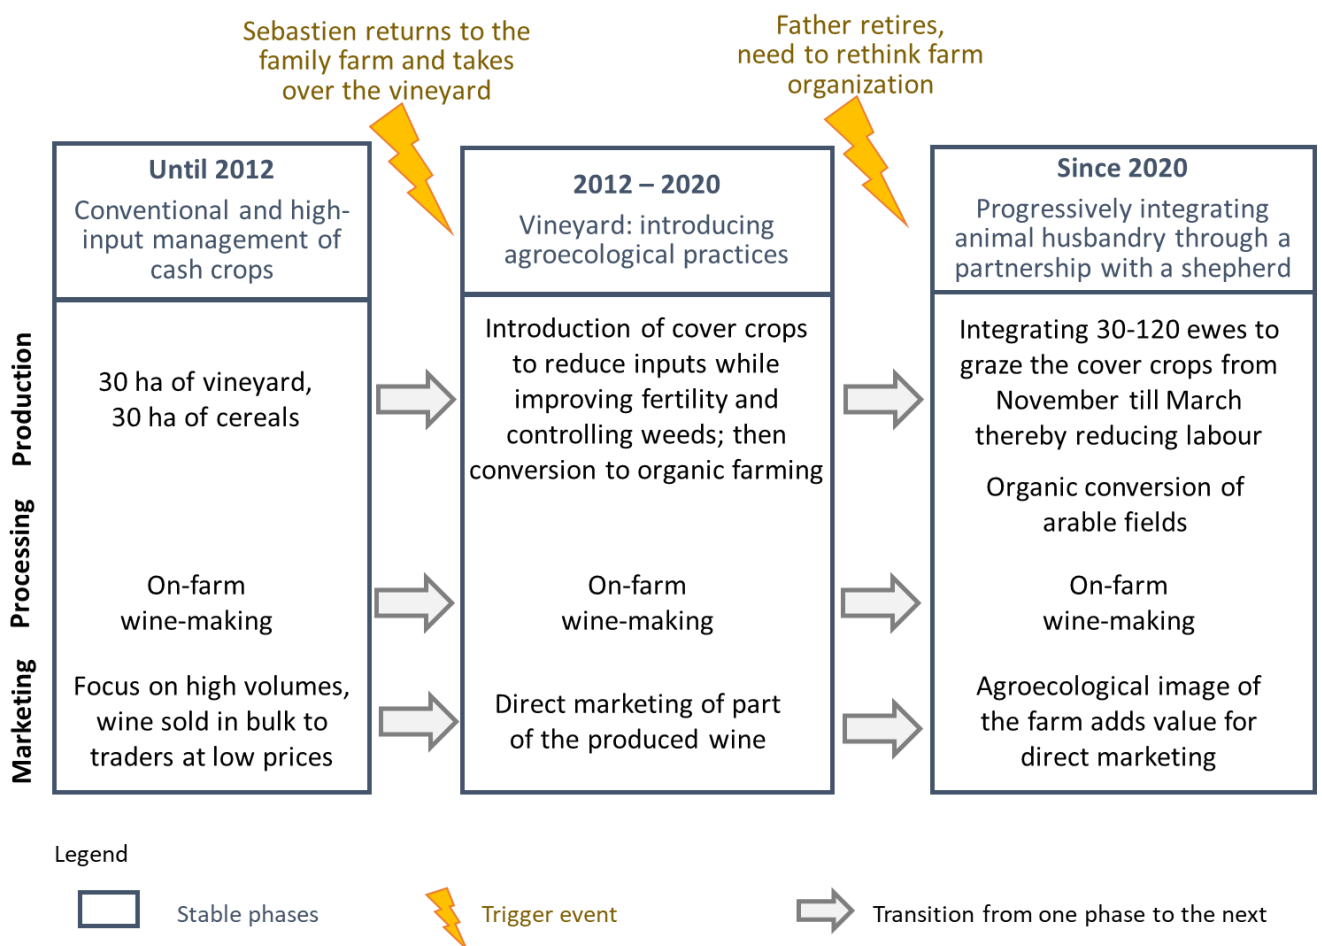 Sebastien returns to the
family farm and takes
over the vineyard
Father retires,
need to rethink farm
organization
Until 2012
Conventional and high-
input management of
cash crops
2012 – 2020
Vineyard: introducing
agroecological practices
Since 2020
Progressively integrating
animal husbandry through a
partnership with a shepherd
Production
30 ha of vineyard,
30 ha of cereals
Introduction of cover crops
to reduce inputs while
improving fertility and
controlling weeds; then
conversion to organic farming
Integrating 30-120 ewes to
graze the cover crops from
November till March
thereby reducing labour
Organic conversion of
arable fields
Processing
On-farm
wine-making
On-farm
wine-making
On-farm
wine-making
Marketing
Focus on high volumes,
wine sold in bulk to
traders at low prices
Direct marketing of part
of the produced wine
Agroecological image of
the farm adds value for
direct marketing
Legend
Stable phases
Trigger event
Transition from one phase to the next